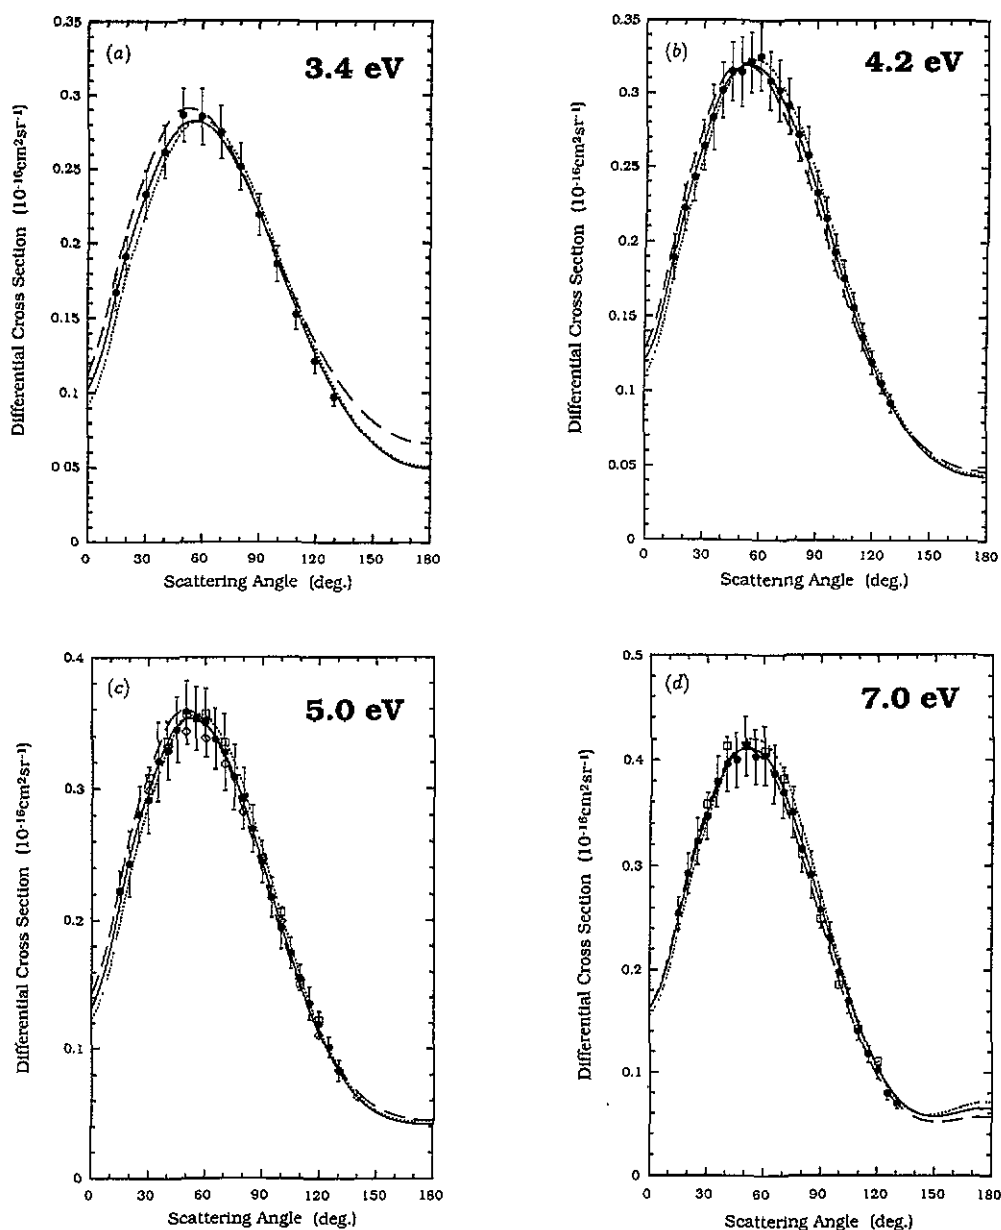 (a)
3.4 eV
0.35
0.3
0.25
0.2
0.15
0.1
0 05
0
Differential Cross Section (10-16cm2sr-1)
0 30 60 90 120 150 180
Scattering Angle (deg.)
(b)
4.2 eV
0.35
0.3
0.25
0.2
0.15
0.1
0.05
0
Differential Cross Section (10-16cm2sr-1)
0 30 60 90 120 150 180
Scattering Angle (deg.)
(c)
5.0 eV
0.4
0.3
0.2
0.1
0
Differential Cross Section (10-16cm2sr-1)
0 30 60 90 120 150 180
Scattering Angle (deg.)
(d)
7.0 eV
0.5
0.4
0.3
0.2
0.1
0
Differential Cross Section (10-16cm2sr-1)
0 30 60 90 120 150 180
Scattering Angle (deg.)